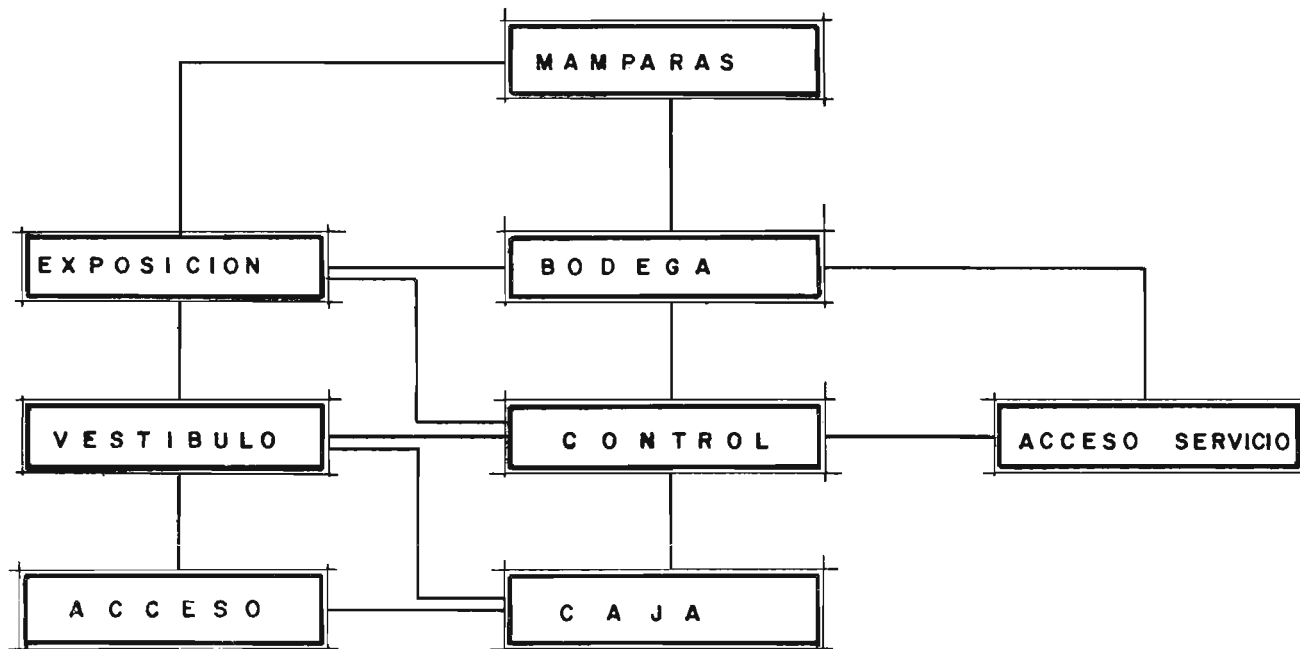 MAMPARAS
EXPOSICION
BODEGA
VESTIBULO
CONTROL
ACCESO SERVICIO
ACCESO
CAJA